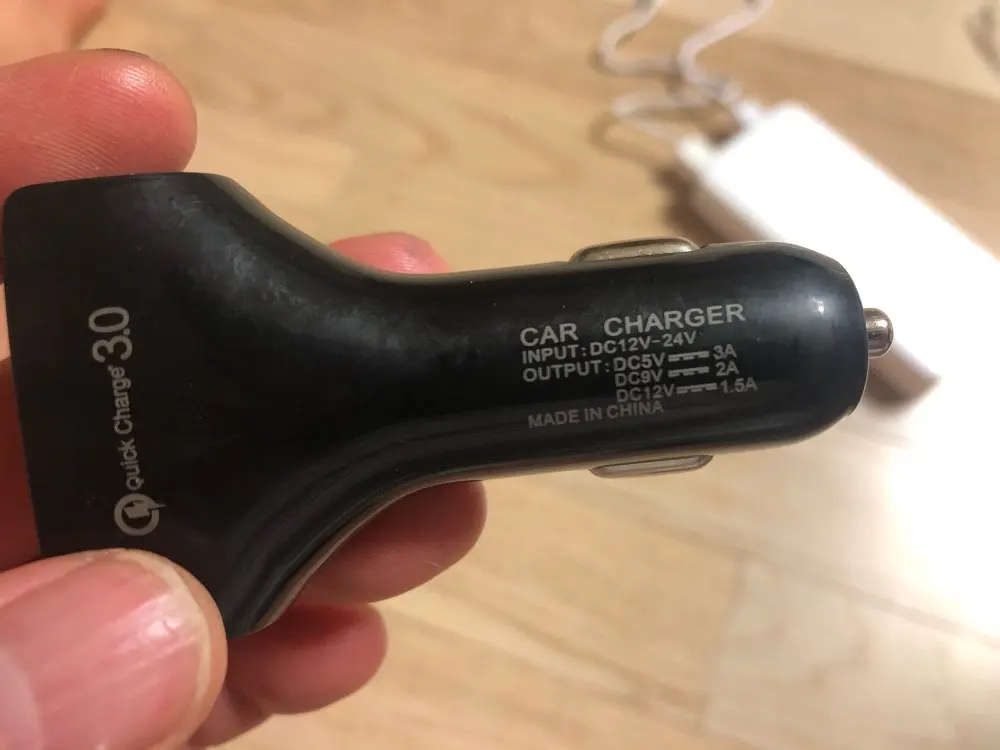 CAR CHARGER
INPUT:DC12V-24V
OUTPUT:DC5V 3A
DC9V 2A
DC12V 1.5A
MADE IN CHINA
Quick Charge® 3.0